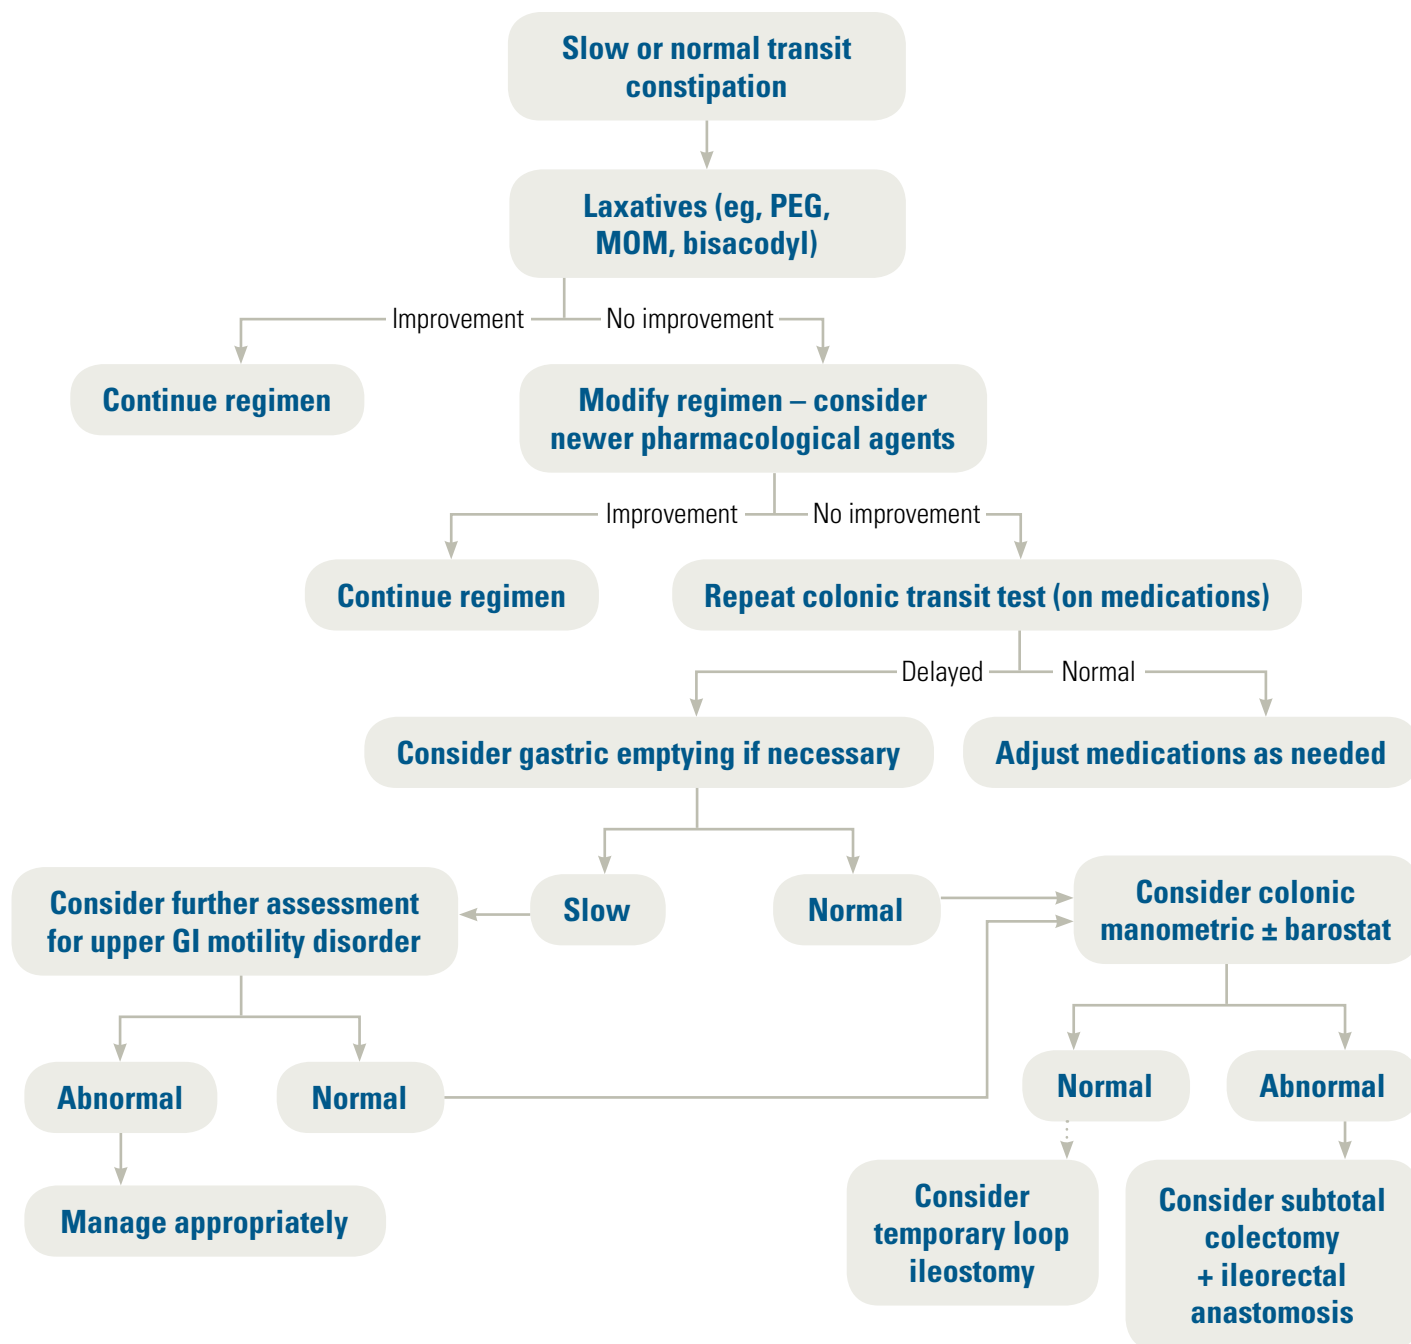 Slow or normal transit
constipation
Laxatives (eg, PEG,
MOM, bisacodyl)
Improvement
No improvement
Continue regimen
Modify regimen – consider
newer pharmacological agents
Improvement
No improvement
Continue regimen
Repeat colonic transit test (on medications)
Delayed
Normal
Consider gastric emptying if necessary
Adjust medications as needed
Consider further assessment
for upper GI motility disorder
Slow
Normal
Consider colonic
manometric ± barostat
Abnormal
Normal
Normal
Abnormal
Manage appropriately
Consider
temporary loop
ileostomy
Consider subtotal
colectomy
+ ileorectal
anastomosis